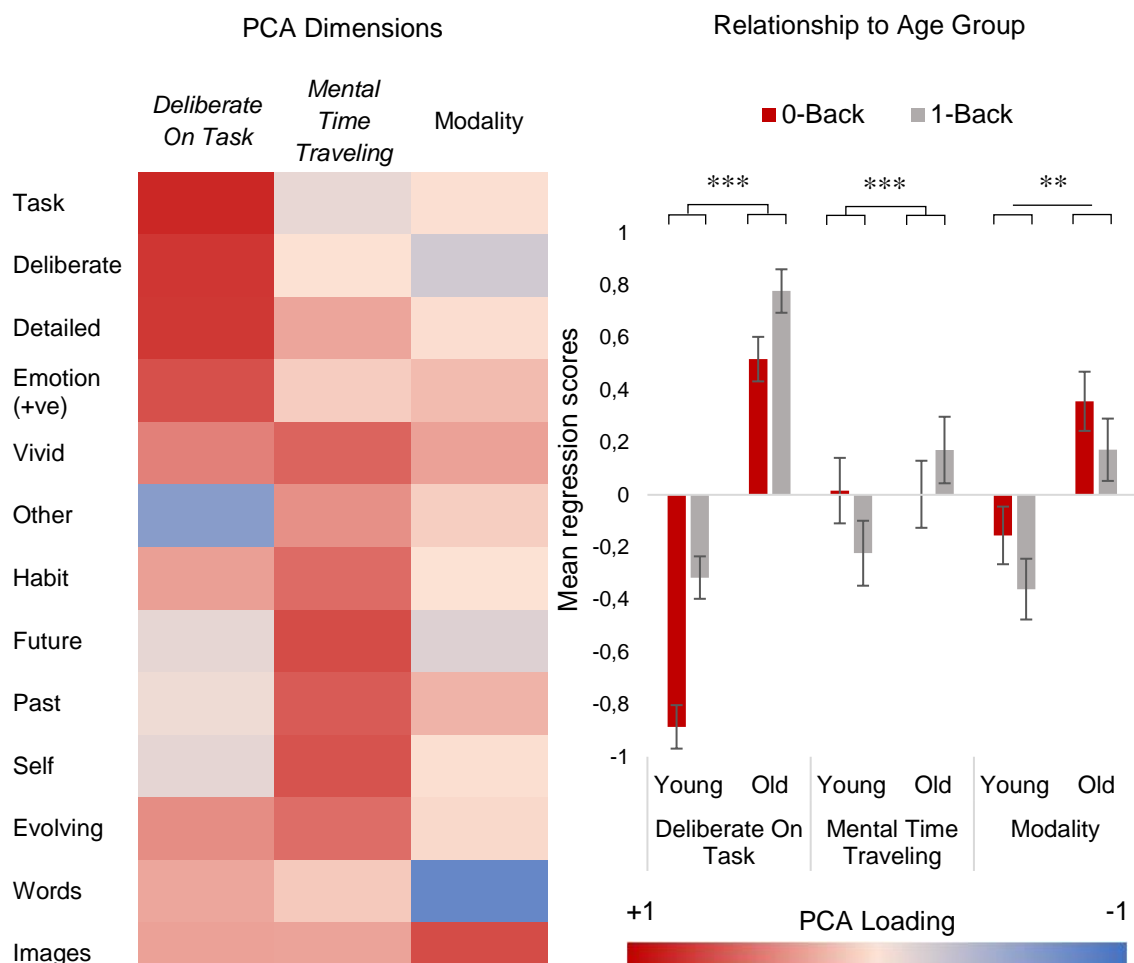 PCA Dimensions
Deliberate
On Task
Mental
Time
Traveling
Modality
Task
Deliberate
Detailed
Emotion
(+ve)
Vivid
Other
Habit
Future
Past
Self
Evolving
Words
Images
Relationship to Age Group
0-Back 1-Back
*** *** **
Mean regression scores
1
0,8
0,6
0,4
0,2
0
-0,2
-0,4
-0,6
-0,8
-1
Young Old Young Old Young Old
Deliberate On
Task
Mental Time
Traveling
Modality
+1 PCA Loading -1